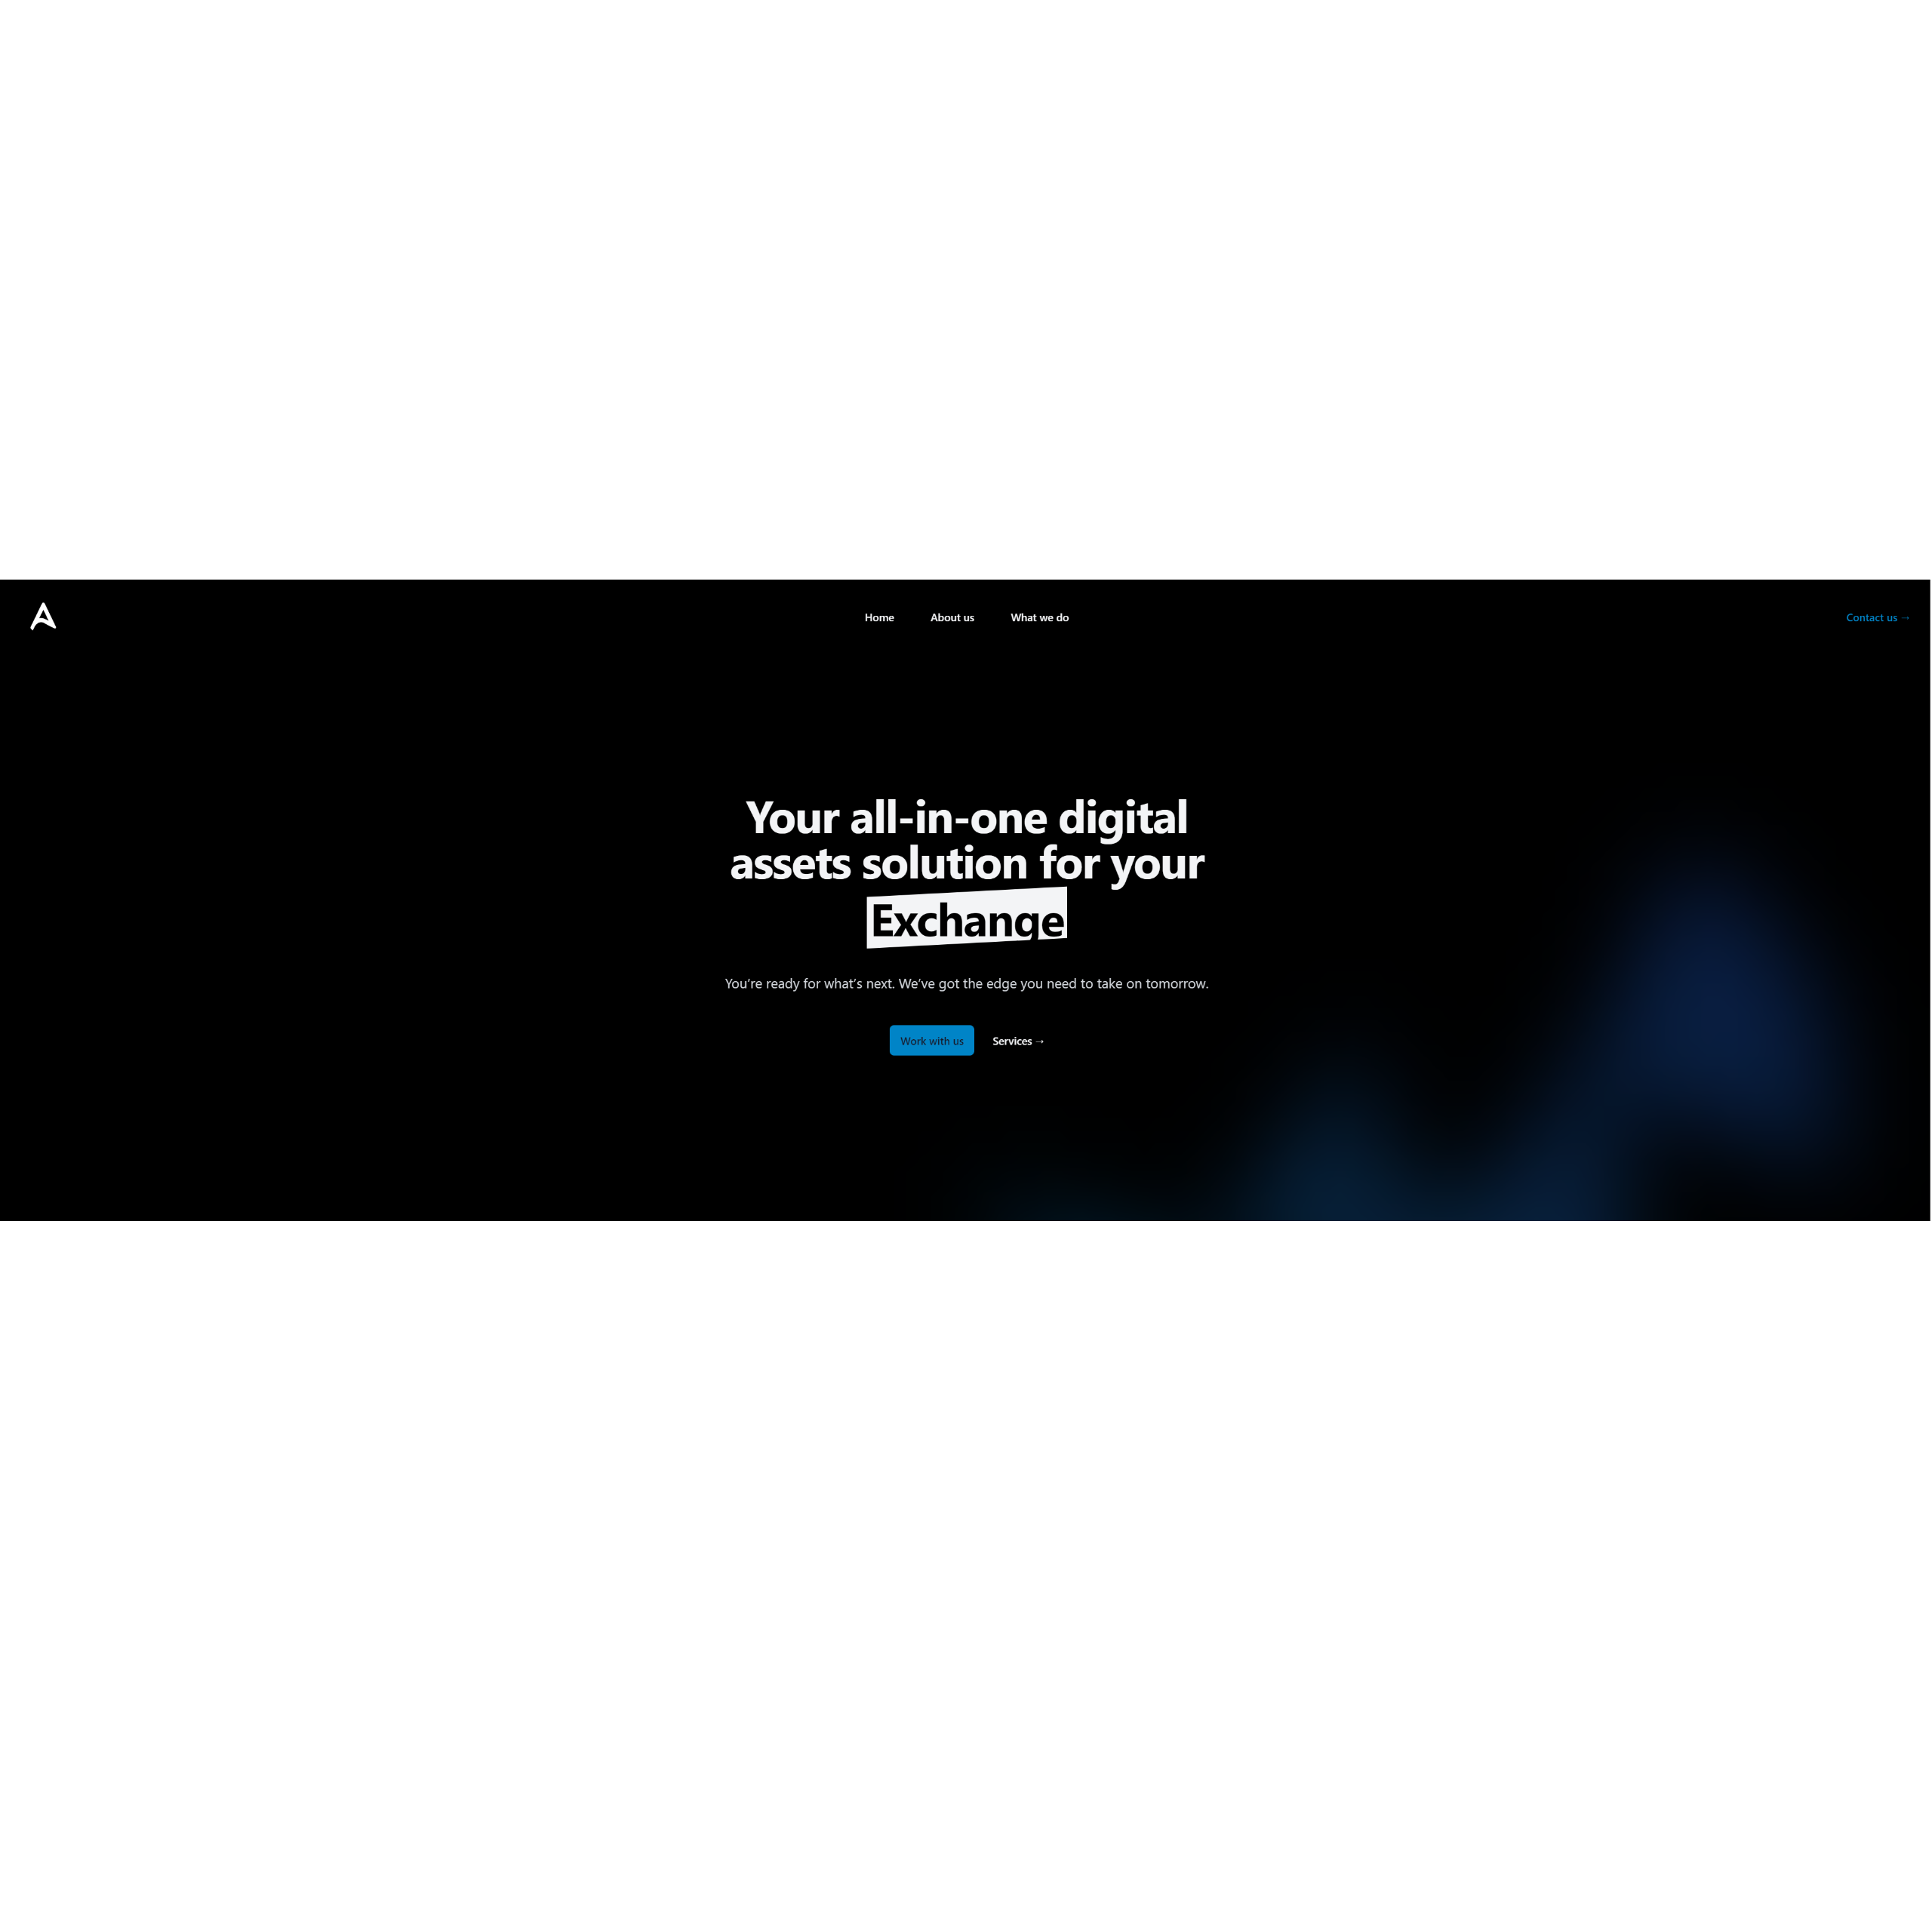 Home About us What we do Contact us →
Your all-in-one digital
assets solution for your
Exchange
You’re ready for what’s next. We’ve got the edge you need to take on tomorrow.
Work with us Services →